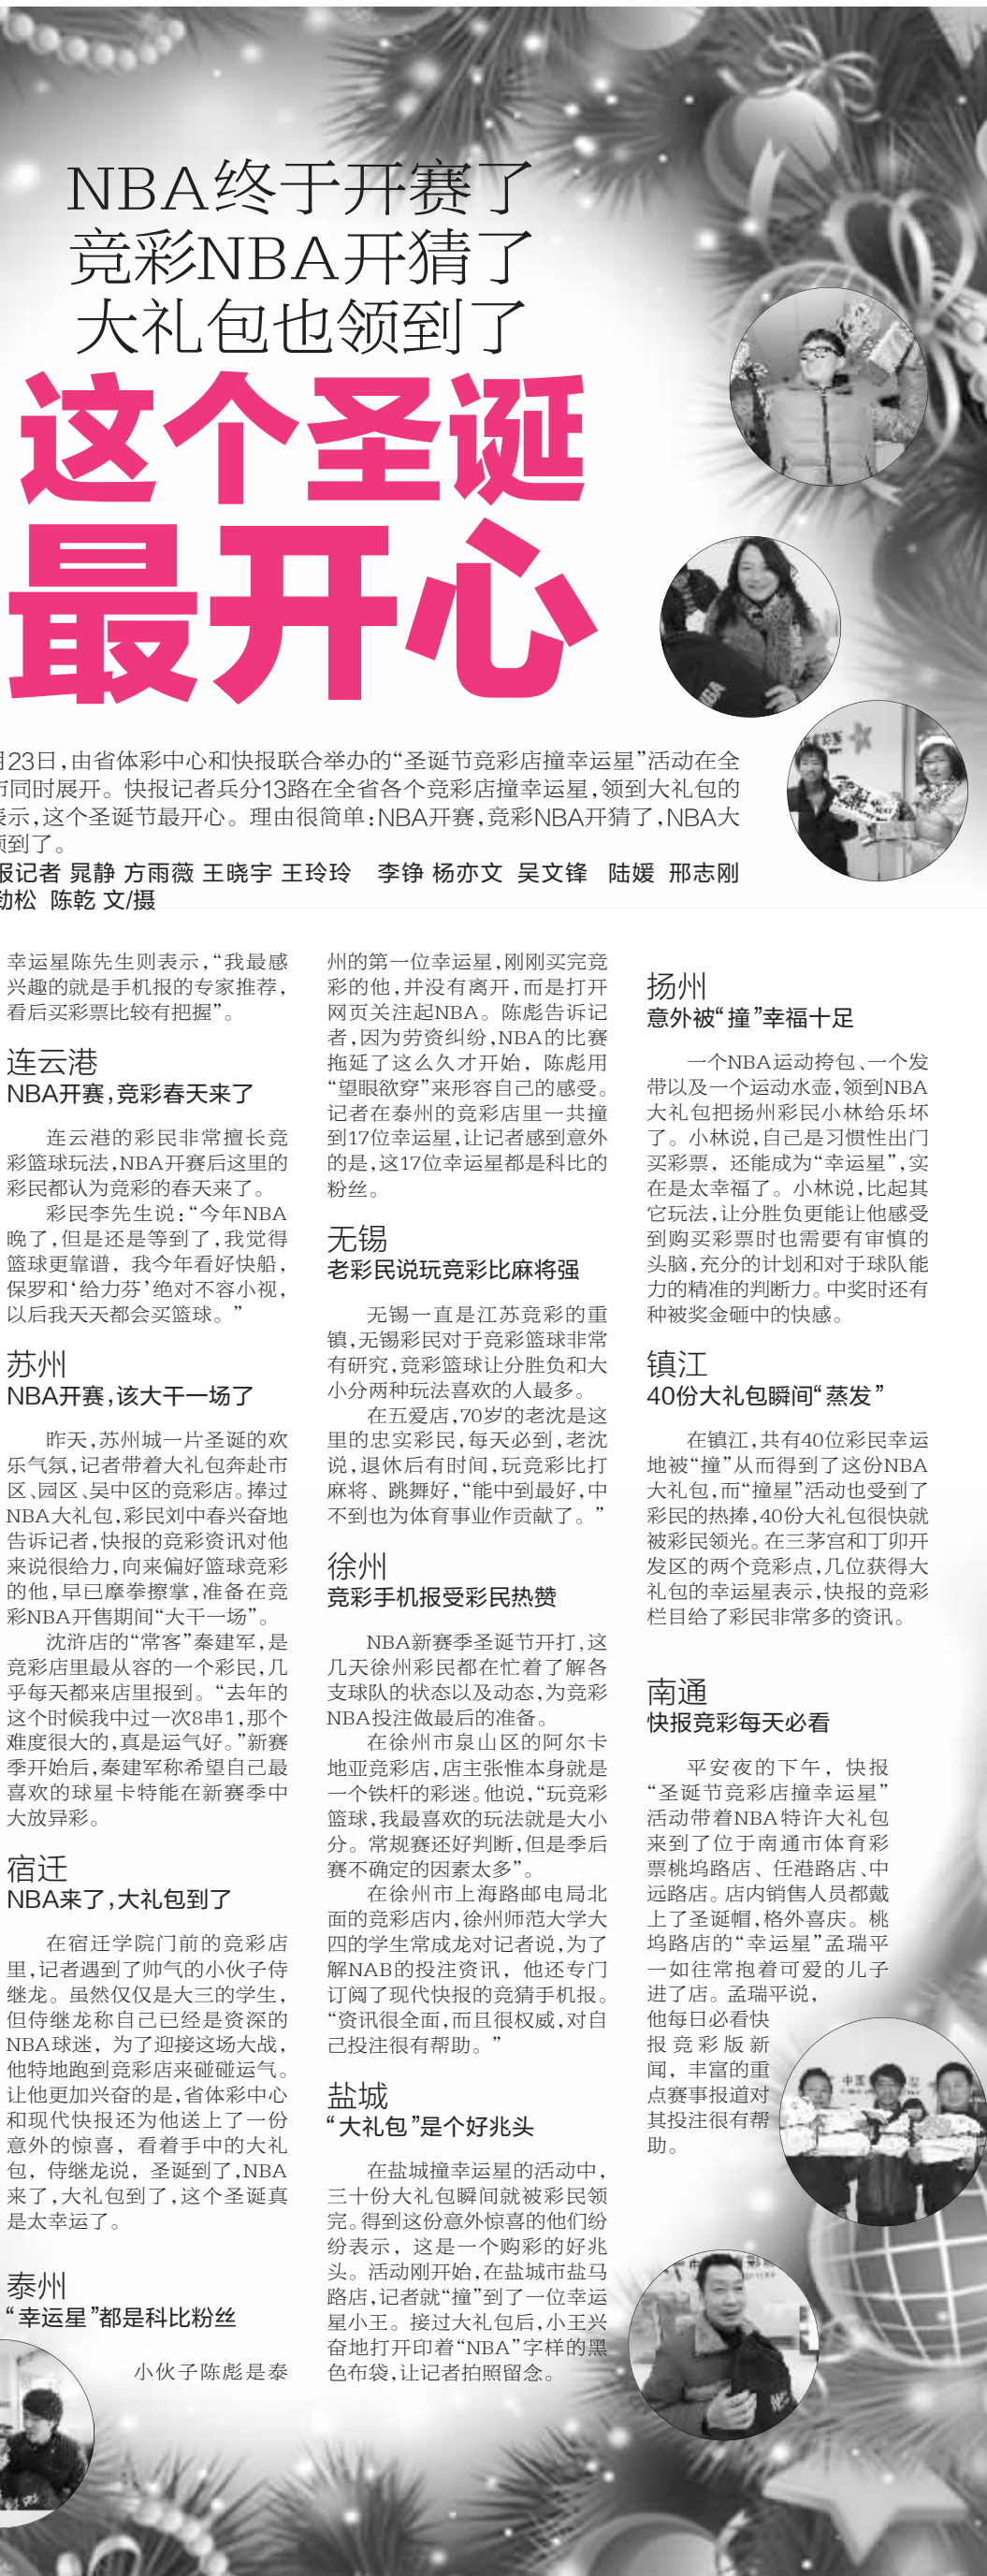 NBA终于开赛了
竞彩NBA开猜了
大礼包也领到了
这个圣诞
最开心
月23日,由省体彩中心和快报联合举办的“圣诞节竞彩店撞幸运星”活动在全
市同时展开。快报记者兵分13路在全省各个竞彩店撞幸运星,领到大礼包的
表示,这个圣诞节最开心。理由很简单:NBA开赛,竞彩NBA开猜了,NBA大
领到了。
报记者 晁静 方雨薇 王晓宇 王玲玲 李铮 杨亦文 吴文锋 陆媛 邢志刚
劲松 陈乾 文/摄
幸运星陈先生则表示,“我最感
兴趣的就是手机报的专家推荐,
看后买彩票比较有把握”。
连云港
NBA开赛,竞彩春天来了
连云港的彩民非常擅长竞
彩篮球玩法,NBA开赛后这里的
彩民都认为竞彩的春天来了。
彩民李先生说:“今年NBA
晚了,但是还是等到了,我觉得
篮球更靠谱，我今年看好快船,
保罗和‘给力芬’绝对不容小视,
以后我天天都会买篮球。”
苏州
NBA开赛,该大干一场了
昨天,苏州城一片圣诞的欢
乐气氛,记者带着大礼包奔赴市
区、园区、吴中区的竞彩店。捧过
NBA大礼包,彩民刘中春兴奋地
告诉记者,快报的竞彩资讯对他
来说很给力,向来偏好篮球竞彩
的他,早已摩拳擦掌,准备在竞
彩NBA开售期间“大干一场”。
沈浒店的“常客”秦建军,是
竞彩店里最从容的一个彩民,几
乎每天都来店里报到。“去年的
这个时候我中过一次8串1,那个
难度很大的,真是运气好。”新赛
季开始后,秦建军称希望自己最
喜欢的球星卡特能在新赛季中
大放异彩。
宿迁
NBA来了,大礼包到了
在宿迁学院门前的竞彩店
里,记者遇到了帅气的小伙子侍
继龙。虽然仅仅是大三的学生,
但侍继龙称自己已经是资深的
NBA球迷，为了迎接这场大战,
他特地跑到竞彩店来碰碰运气。
让他更加兴奋的是,省体彩中心
和现代快报还为他送上了一份
意外的惊喜，看着手中的大礼
包，侍继龙说，圣诞到了,NBA
来了,大礼包到了,这个圣诞真
是太幸运了。
泰州
“幸运星”都是科比粉丝
小伙子陈彪是泰
州的第一位幸运星,刚刚买完竞
彩的他,并没有离开,而是打开
网页关注起NBA。陈彪告诉记
者,因为劳资纠纷,NBA的比赛
拖延了这么久才开始，陈彪用
“望眼欲穿”来形容自己的感受。
记者在泰州的竞彩店里一共撞
到17位幸运星,让记者感到意外
的是,这17位幸运星都是科比的
粉丝。
无锡
老彩民说玩竞彩比麻将强
无锡一直是江苏竞彩的重
镇,无锡彩民对于竞彩篮球非常
有研究,竞彩篮球让分胜负和大
小分两种玩法喜欢的人最多。
在五爱店,70岁的老沈是这
里的忠实彩民,每天必到,老沈
说,退休后有时间,玩竞彩比打
麻将、跳舞好,“能中到最好,中
不到也为体育事业作贡献了。”
徐州
竞彩手机报受彩民热赞
NBA新赛季圣诞节开打,这
几天徐州彩民都在忙着了解各
支球队的状态以及动态,为竞彩
NBA投注做最后的准备。
在徐州市泉山区的阿尔卡
地亚竞彩店,店主张惟本身就是
一个铁杆的彩迷。他说,“玩竞彩
篮球,我最喜欢的玩法就是大小
分。常规赛还好判断,但是季后
赛不确定的因素太多”。
在徐州市上海路邮电局北
面的竞彩店内,徐州师范大学大
四的学生常成龙对记者说,为了
解NAB的投注资讯，他还专门
订阅了现代快报的竞猜手机报。
“资讯很全面,而且很权威,对自
己投注很有帮助。”
盐城
“大礼包”是个好兆头
在盐城撞幸运星的活动中,
三十份大礼包瞬间就被彩民领
完。得到这份意外惊喜的他们纷
纷表示，这是一个购彩的好兆
头。活动刚开始,在盐城市盐马
路店,记者就“撞”到了一位幸运
星小王。接过大礼包后,小王兴
奋地打开印着“NBA”字样的黑
色布袋,让记者拍照留念。
扬州
意外被“撞”幸福十足
一个NBA运动挎包、一个发
带以及一个运动水壶,领到NBA
大礼包把扬州彩民小林给乐坏
了。小林说,自己是习惯性出门
买彩票，还能成为“幸运星”,实
在是太幸福了。小林说,比起其
它玩法,让分胜负更能让他感受
到购买彩票时也需要有审慎的
头脑,充分的计划和对于球队能
力的精准的判断力。中奖时还有
种被奖金砸中的快感。
镇江
40份大礼包瞬间“蒸发”
在镇江,共有40位彩民幸运
地被“撞”从而得到了这份NBA
大礼包,而“撞星”活动也受到了
彩民的热捧,40份大礼包很快就
被彩民领光。在三茅宫和丁卯开
发区的两个竞彩点,几位获得大
礼包的幸运星表示,快报的竞彩
栏目给了彩民非常多的资讯。
南通
快报竞彩每天必看
平安夜的下午，快报
“圣诞节竞彩店撞幸运星”
活动带着NBA特许大礼包
来到了位于南通市体育彩
票桃坞路店、任港路店、中
远路店。店内销售人员都戴
上了圣诞帽,格外喜庆。桃
坞路店的“幸运星”孟瑞平
一如往常抱着可爱的儿子
进了店。孟瑞平说,
他每日必看快
报竞彩版新
闻，丰富的重
点赛事报道对
其投注很有帮
助。